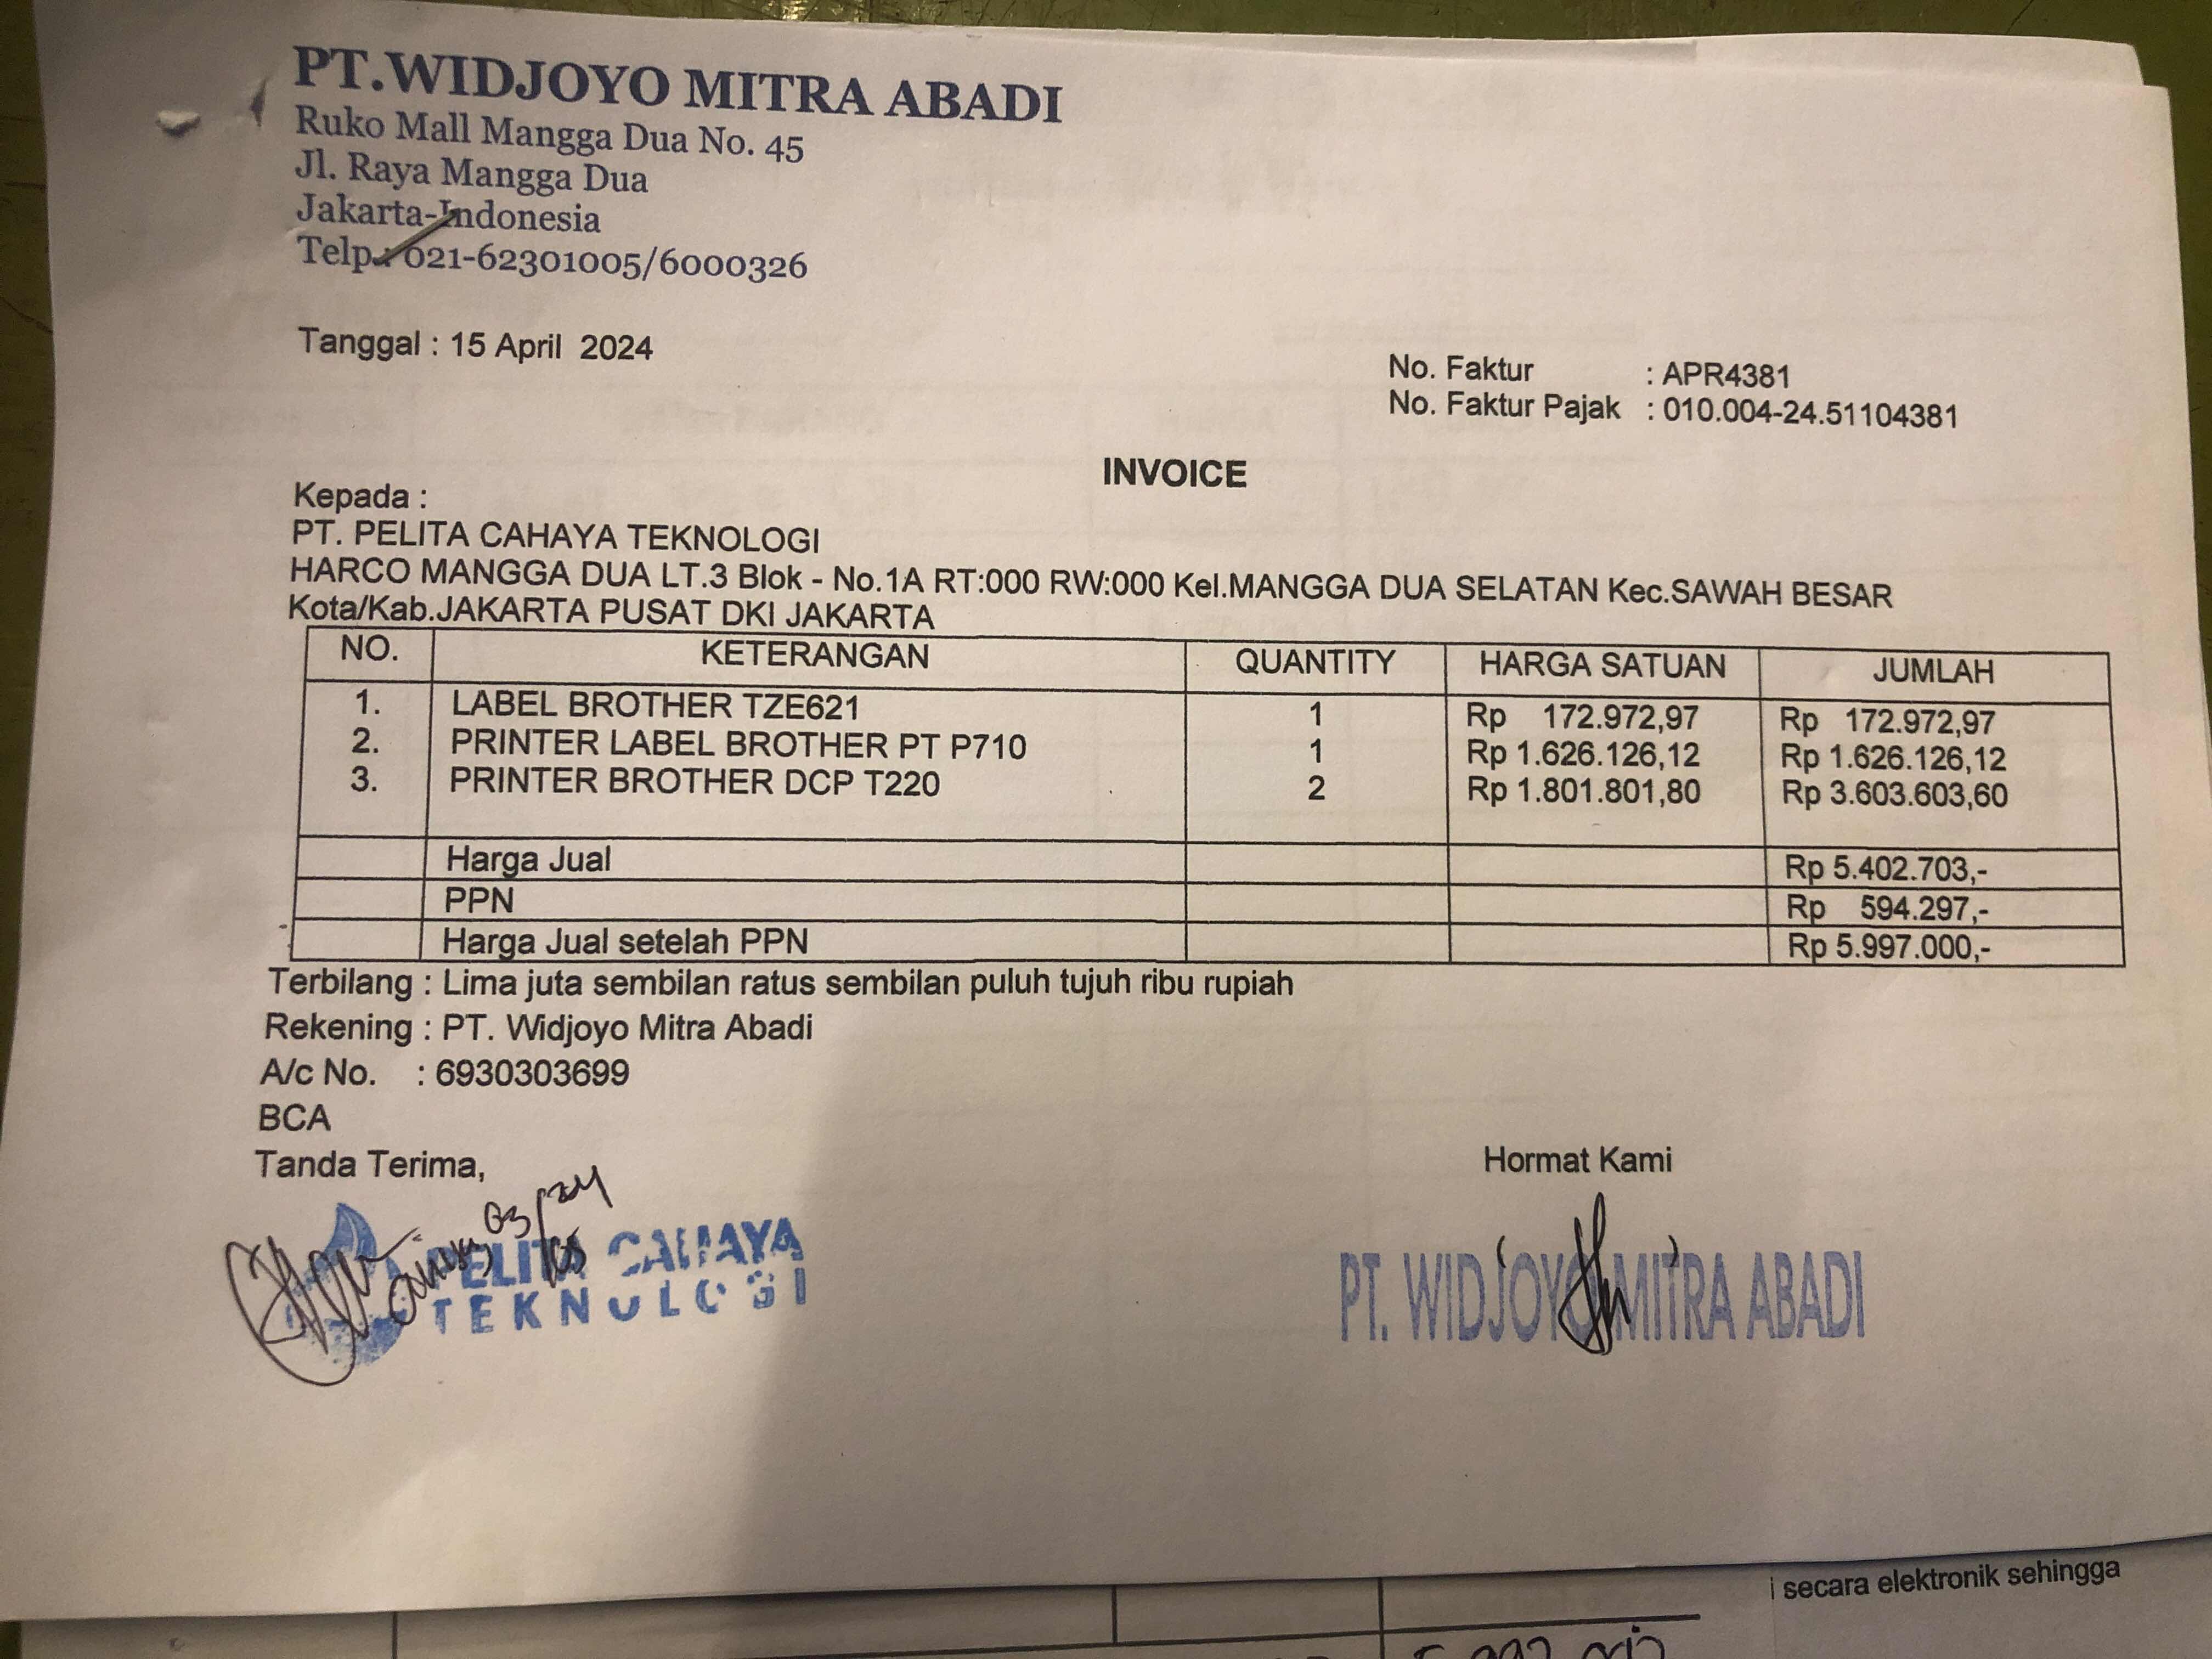 PT.WIDJOYO MITRA ABADI
Ruko Mall Mangga Dua No. 45
Jl. Raya Mangga Dua
Jakarta-Indonesia
Telp.: 021-62301005/6000326
Tanggal : 15 April 2024
No. Faktur : APR4381
No. Faktur Pajak : 010.004-24.51104381
INVOICE
Kepada :
PT. PELITA CAHAYA TEKNOLOGI
HARCO MANGGA DUA LT.3 Blok - No.1A RT:000 RW:000 Kel.MANGGA DUA SELATAN Kec.SAWAH BESAR
Kota/Kab.JAKARTA PUSAT DKI JAKARTA
NO. KETERANGAN QUANTITY HARGA SATUAN JUMLAH
1. LABEL BROTHER TZE621 1 Rp 172.972,97 Rp 172.972,97
2. PRINTER LABEL BROTHER PT P710 1 Rp 1.626.126,12 Rp 1.626.126,12
3. PRINTER BROTHER DCP T220 2 Rp 1.801.801,80 Rp 3.603.603,60
Harga Jual Rp 5.402.703,-
PPN Rp 594.297,-
Harga Jual setelah PPN Rp 5.997.000,-
Terbilang : Lima juta sembilan ratus sembilan puluh tujuh ribu rupiah
Rekening : PT. Widjoyo Mitra Abadi
A/c No. : 6930303699
BCA
Tanda Terima,
Hormat Kami
PELITA CAHAYA
TEKNOLOGI
PT. WIDJOYO MITRA ABADI
i secara elektronik sehingga